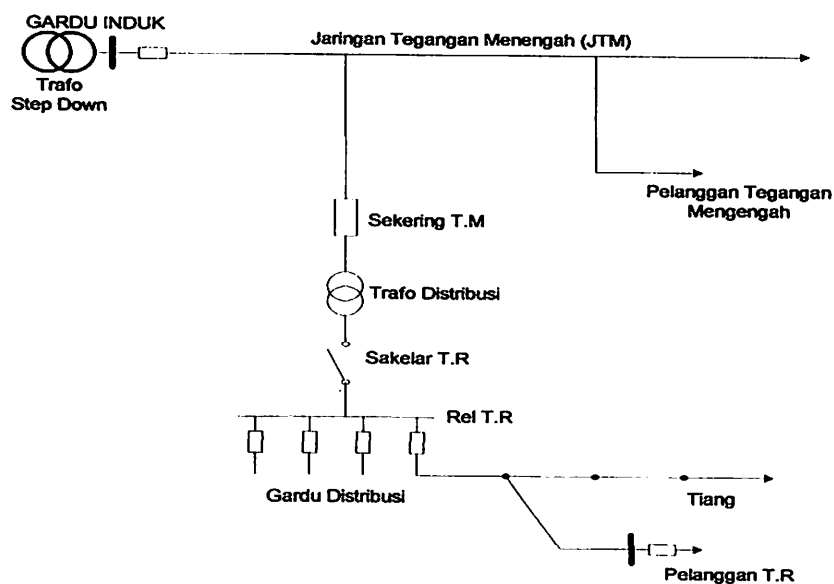 GARDU INDUK
Jaringan Tegangan Menengah (JTM)
Trafo
Step Down
Pelanggan Tegangan
Mengengah
Sekering T.M
Trafo Distribusi
Sakelar T.R
Rel T.R
Gardu Distribusi
Tiang
Pelanggan T.R